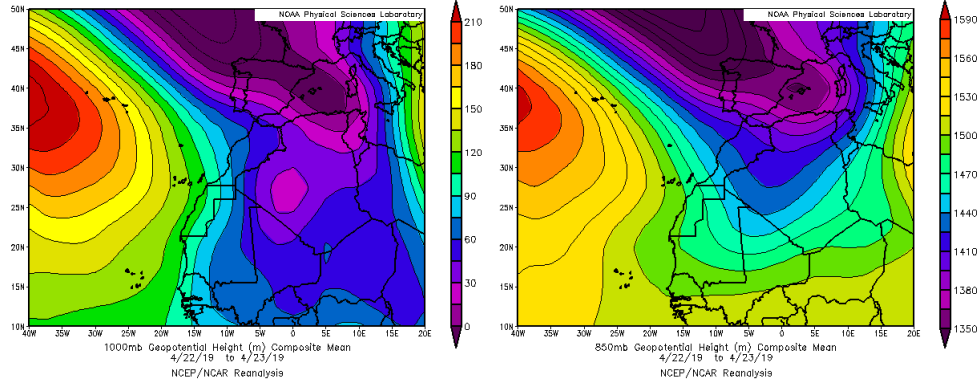 NOAA Physical Sciences Laboratory
50N
45N
40N
35N
30N
25N
20N
15N
10N
40W 35W 30W 25W 20W 15W 10W 5W 0 5E 10E 15E 20E
210
180
150
120
90
60
30
0
1000mb Geopotential Height (m) Composite Mean
4/22/19 to 4/23/19
NCEP/NCAR Reanalysis
NOAA Physical Sciences Laboratory
50N
45N
40N
35N
30N
25N
20N
15N
10N
40W 35W 30W 25W 20W 15W 10W 5W 0 5E 10E 15E 20E
1590
1560
1530
1500
1470
1440
1410
1380
1350
850mb Geopotential Height (m) Composite Mean
4/22/19 to 4/23/19
NCEP/NCAR Reanalysis